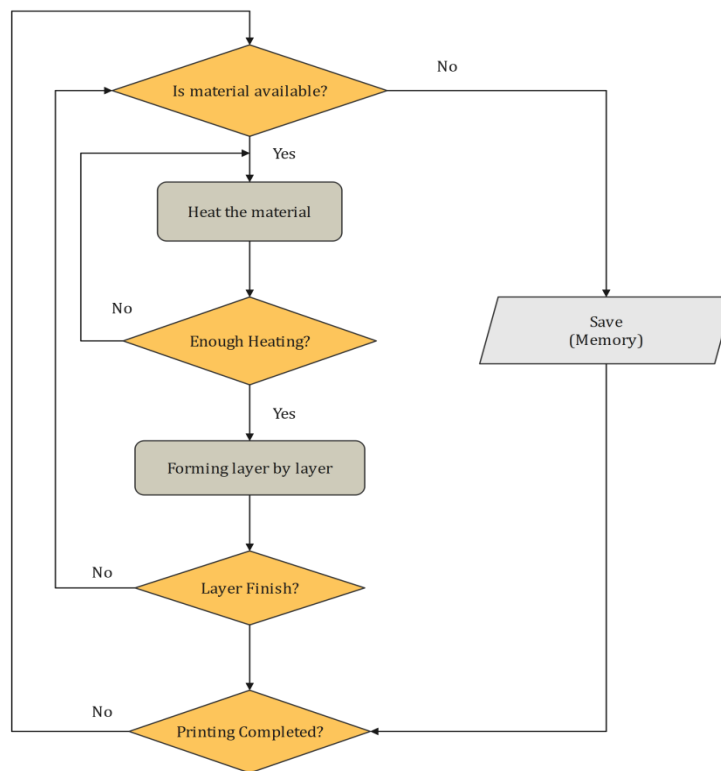 No
Is material available?
Yes
Heat the material
No
Enough Heating?
Save
(Memory)
Yes
Forming layer by layer
No
Layer Finish?
No
Printing Completed?